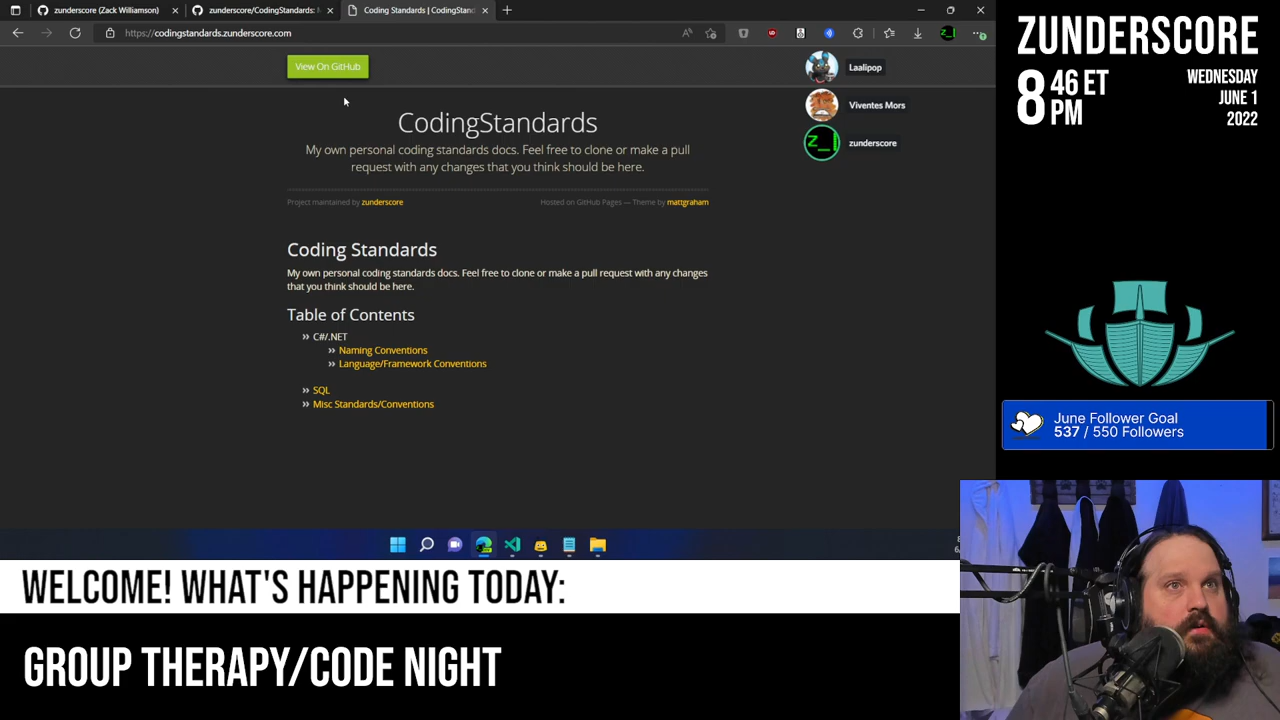 zunderscore (Zack Williamson)
zunderscore/CodingStandards: M
Coding Standards | CodingStand
https://codingstandards.zunderscore.com
View On GitHub
CodingStandards
My own personal coding standards docs. Feel free to clone or make a pull
request with any changes that you think should be here.
Project maintained by zunderscore
Hosted on GitHub Pages — Theme by mattgraham
Coding Standards
My own personal coding standards docs. Feel free to clone or make a pull request with any changes
that you think should be here.
Table of Contents
C#/.NET
Naming Conventions
Language/Framework Conventions
SQL
Misc Standards/Conventions
Laalipop
Viventes Mors
z_|
zunderscore
ZUNDERSCORE
8 46 ET
PM
WEDNESDAY
JUNE 1
2022
June Follower Goal
537 / 550 Followers
WELCOME! WHAT'S HAPPENING TODAY:
GROUP THERAPY/CODE NIGHT